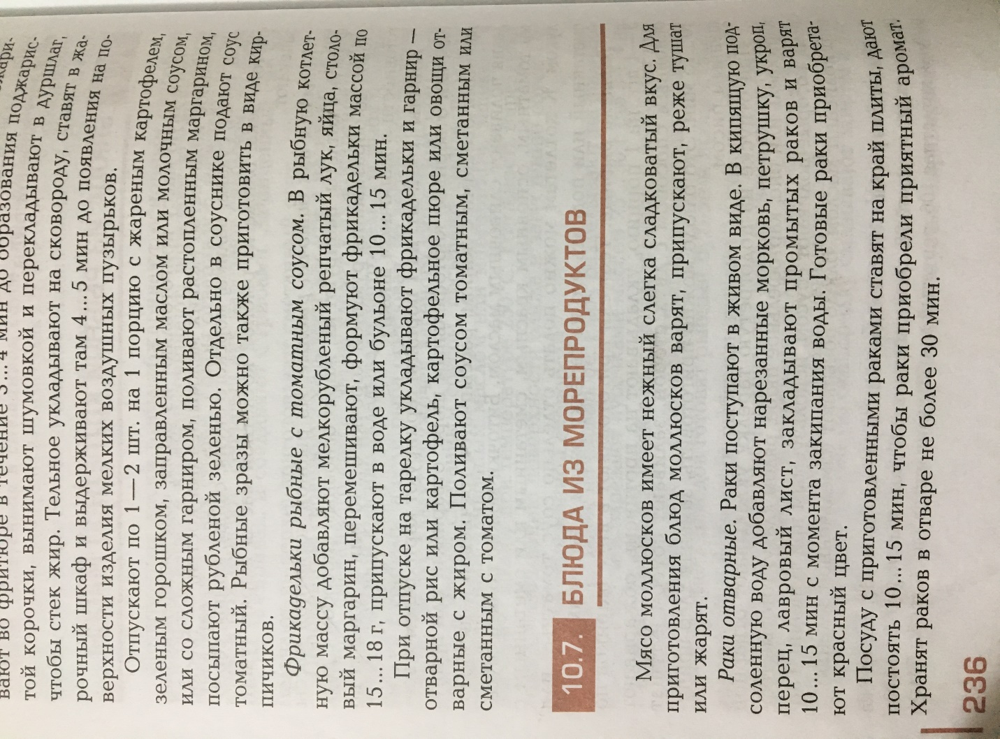 вают во фритюре в течение 3...4 мин до образования поджарис-
той корочки, вынимают шумовкой и перекладывают в дуршлаг,
чтобы стек жир. Тельное укладывают на сковороду, ставят в жа-
рочный шкаф и выдерживают там 4...5 мин до появления на по-
верхности изделия мелких воздушных пузырьков.
Отпускают по 1—2 шт. на 1 порцию с жареным картофелем,
зеленым горошком, заправленным маслом или молочным соусом,
или со сложным гарниром, поливают растопленным маргарином,
посыпают рубленой зеленью. Отдельно в соуснике подают соус
томатный. Рыбные зразы можно также приготовить в виде кир-
пичиков.
Фрикадельки рыбные с томатным соусом. В рыбную котлет-
ную массу добавляют мелкорубленый репчатый лук, яйца, столо-
вый маргарин, перемешивают, формуют фрикадельки массой по
15...18 г, припускают в воде или бульоне 10...15 мин.
При отпуске на тарелку укладывают фрикадельки и гарнир —
отварной рис или картофель, картофельное пюре или овощи от-
варные с жиром. Поливают соусом томатным, сметанным или
сметанным с томатом.
10.7. БЛЮДА ИЗ МОРЕПРОДУКТОВ
Мясо моллюсков имеет нежный слегка сладковатый вкус. Для
приготовления блюд моллюсков варят, припускают, реже тушат
или жарят.
Раки отварные. Раки поступают в живом виде. В кипящую под-
соленную воду добавляют нарезанные морковь, петрушку, укроп,
перец, лавровый лист, закладывают промытых раков и варят
10...15 мин с момента закипания воды. Готовые раки приобрета-
ют красный цвет.
Посуду с приготовленными раками ставят на край плиты, дают
постоять 10...15 мин, чтобы раки приобрели приятный аромат.
Хранят раков в отваре не более 30 мин.
236